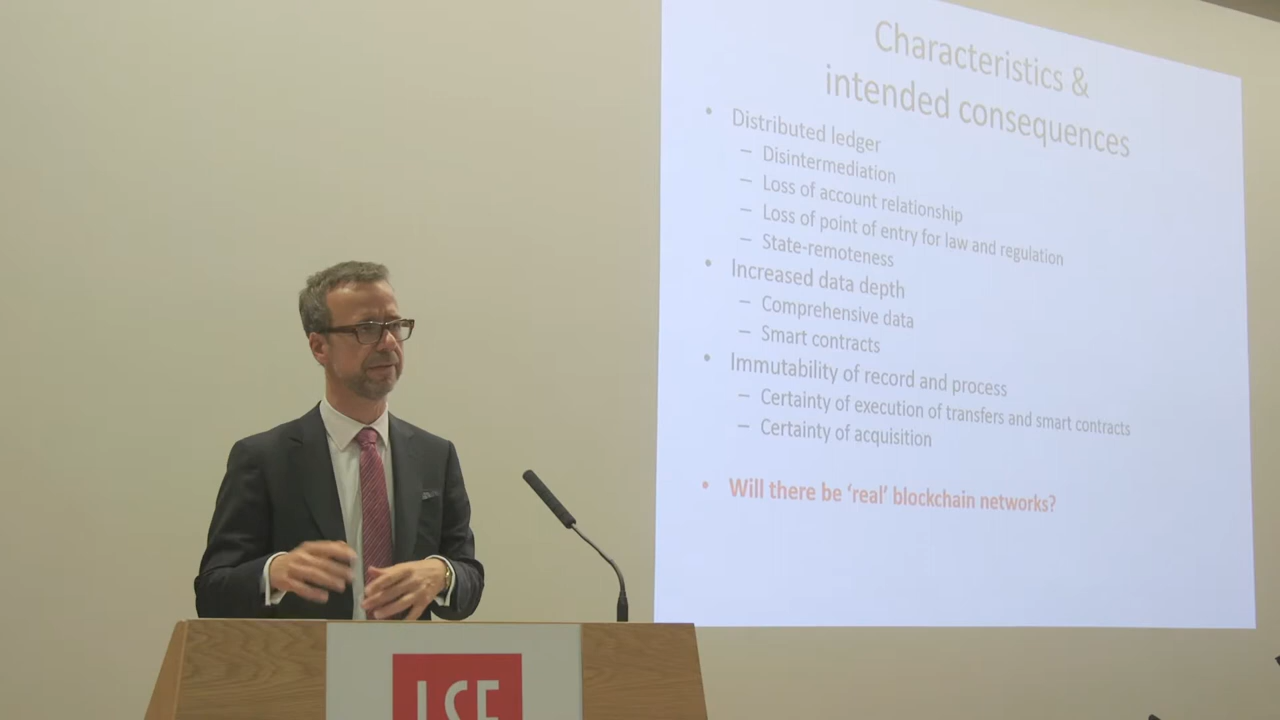 Characteristics &
intended consequences
• Distributed ledger
– Disintermediation
– Loss of account relationship
– Loss of point of entry for law and regulation
– State-remoteness
• Increased data depth
– Comprehensive data
– Smart contracts
• Immutability of record and process
– Certainty of execution of transfers and smart contracts
– Certainty of acquisition
• Will there be ‘real’ blockchain networks?
LSE